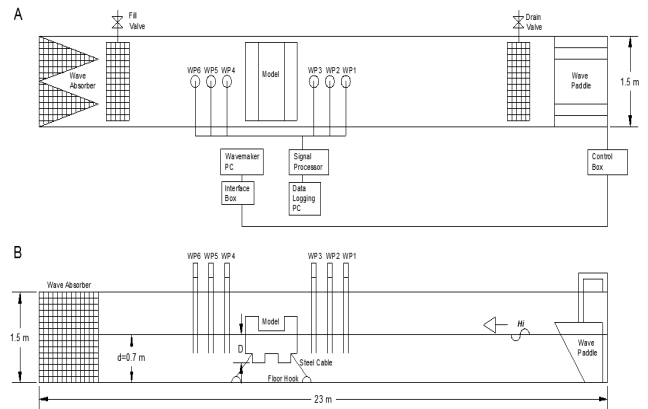 A
Fill
Valve
Drain
Valve
Wave
Absorber
WP6 WP5 WP4
Model
WP3 WP2 WP1
Wave
Paddle
1.5 m
Wavemaker
PC
Signal
Processor
Control
Box
Interface
Box
Data
Logging
PC
B
WP6 WP5 WP4
WP3 WP2 WP1
Wave Absorber
Model
Hi
1.5 m
d=0.7 m
D
Wave
Paddle
Steel Cable
Floor Hook
23 m